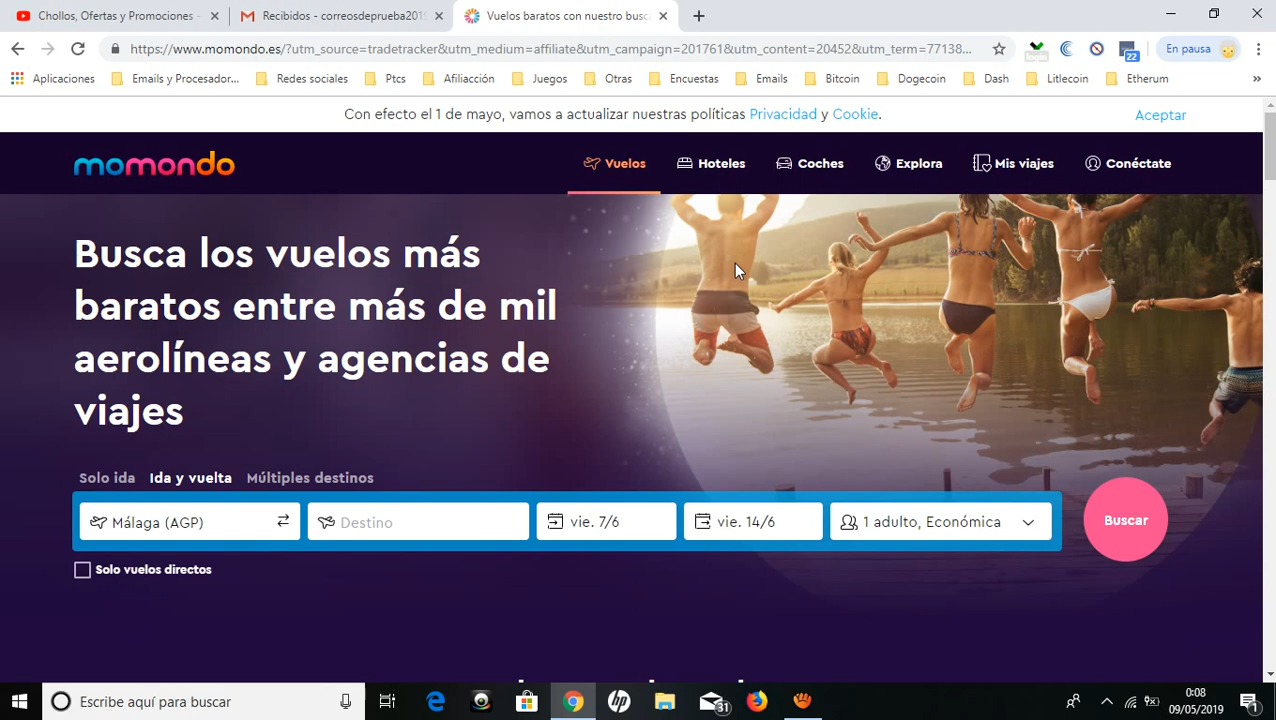 Chollos, Ofertas y Promociones -
Recibidos - correosdeprueba201
Vuelos baratos con nuestro busc
https://www.momondo.es/?utm_source=tradetracker&utm_medium=affiliate&utm_campaign=201761&utm_content=20452&utm_term=77138...
22
En pausa
Aplicaciones
Emails y Procesador...
Redes sociales
Ptcs
Afiliacción
Juegos
Otras
Encuestas
Emails
Bitcoin
Dogecoin
Dash
Litlecoin
Etherum
»
Con efecto el 1 de mayo, vamos a actualizar nuestras políticas Privacidad y Cookie.
Aceptar
momondo
Vuelos
Hoteles
Coches
Explora
Mis viajes
Conéctate
Busca los vuelos más
baratos entre más de mil
aerolíneas y agencias de
viajes
Solo ida
Ida y vuelta
Múltiples destinos
Málaga (AGP)
Destino
vie. 7/6
vie. 14/6
1 adulto, Económica
Buscar
Solo vuelos directos
Escribe aquí para buscar
hp
31
0:08
09/05/2019
1